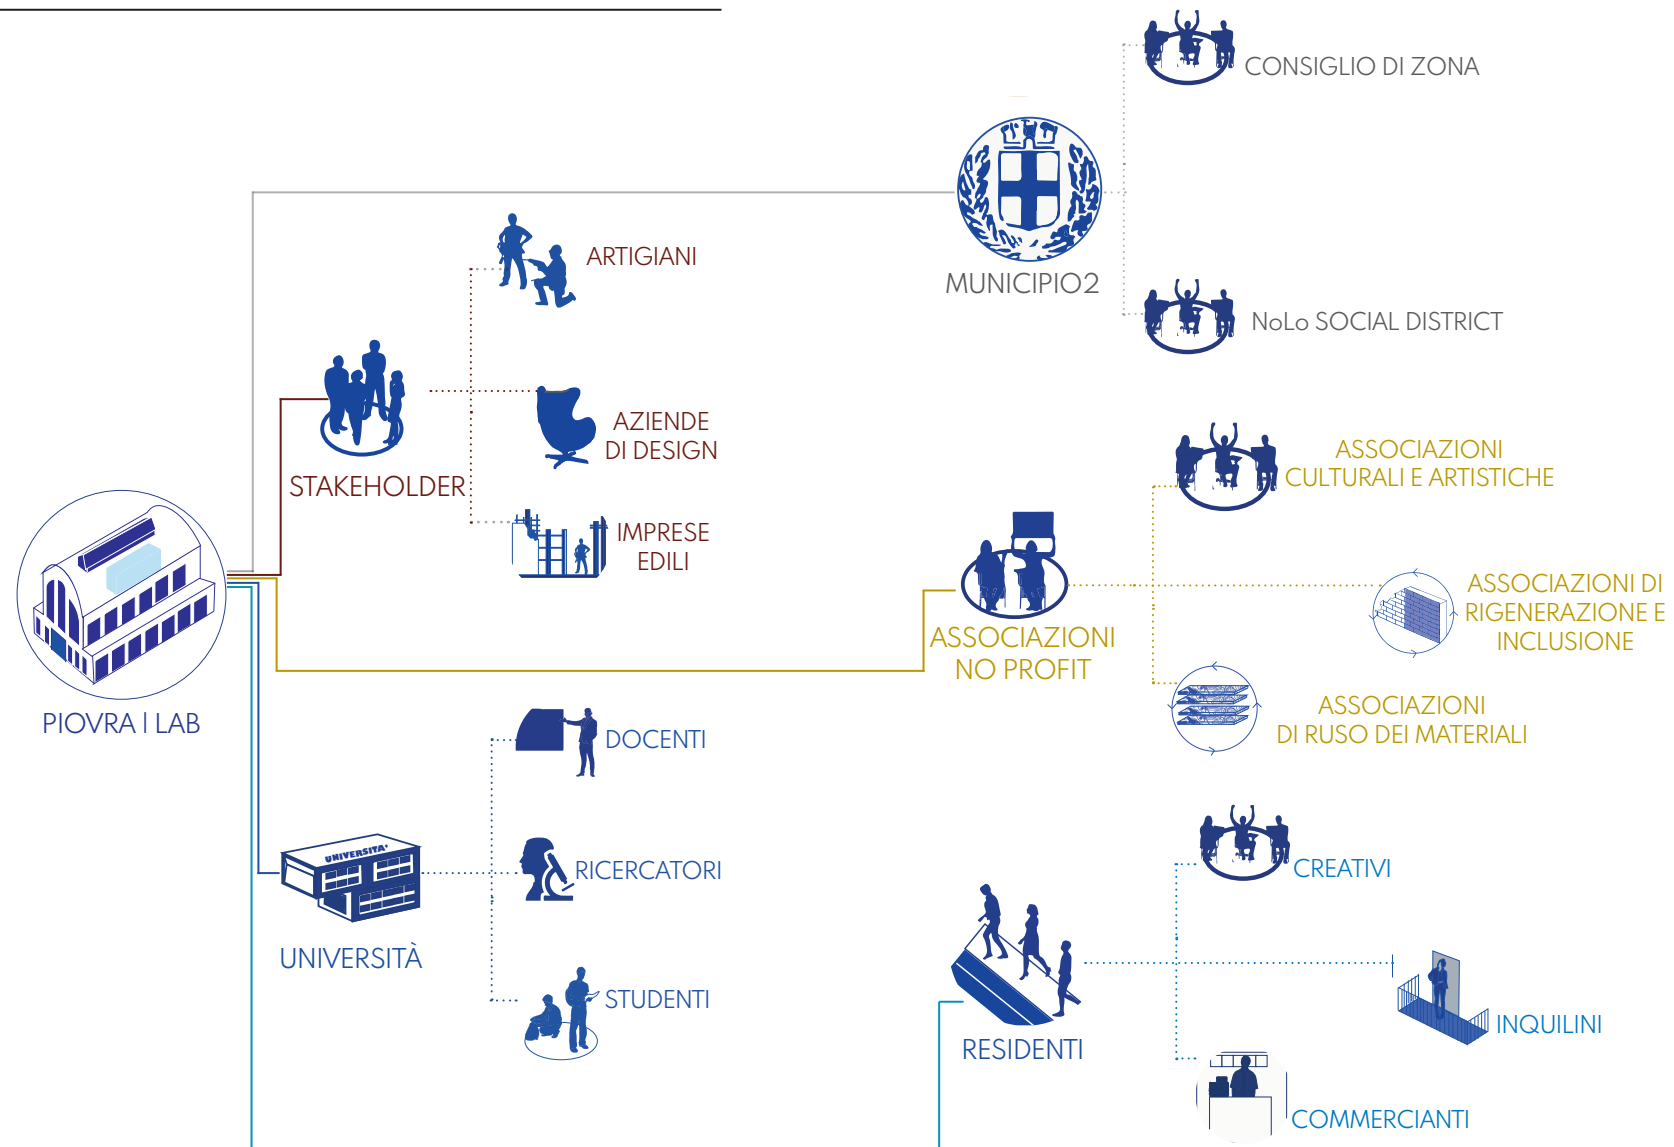 CONSIGLIO DI ZONA
MUNICIPIO2
NoLo SOCIAL DISTRICT
ARTIGIANI
AZIENDE
DI DESIGN
STAKEHOLDER
IMPRESE
EDILI
PIOVRA | LAB
ASSOCIAZIONI
CULTURALI E ARTISTICHE
ASSOCIAZIONI
NO PROFIT
ASSOCIAZIONI DI
RIGENERAZIONE E
INCLUSIONE
ASSOCIAZIONI
DI RUSO DEI MATERIALI
DOCENTI
UNIVERSITA'
RICERCATORI
UNIVERSITÀ
STUDENTI
CREATIVI
RESIDENTI
INQUILINI
COMMERCIANTI